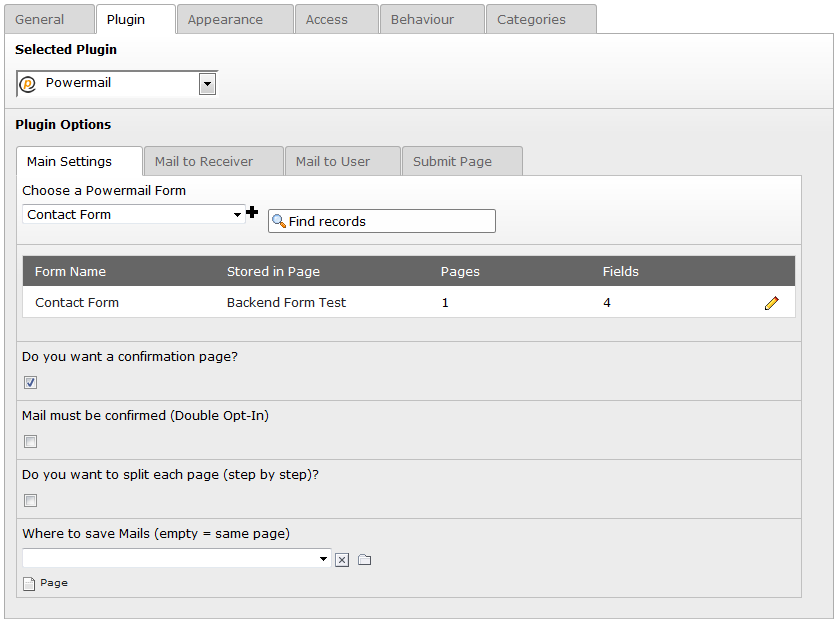 General Plugin Appearance Access Behaviour Categories
Selected Plugin
Powermail
Plugin Options
Main Settings Mail to Receiver Mail to User Submit Page
Choose a Powermail Form
Contact Form Find records
Form Name Stored in Page Pages Fields
Contact Form Backend Form Test 1 4
Do you want a confirmation page?
Mail must be confirmed (Double Opt-In)
Do you want to split each page (step by step)?
Where to save Mails (empty = same page)
Page